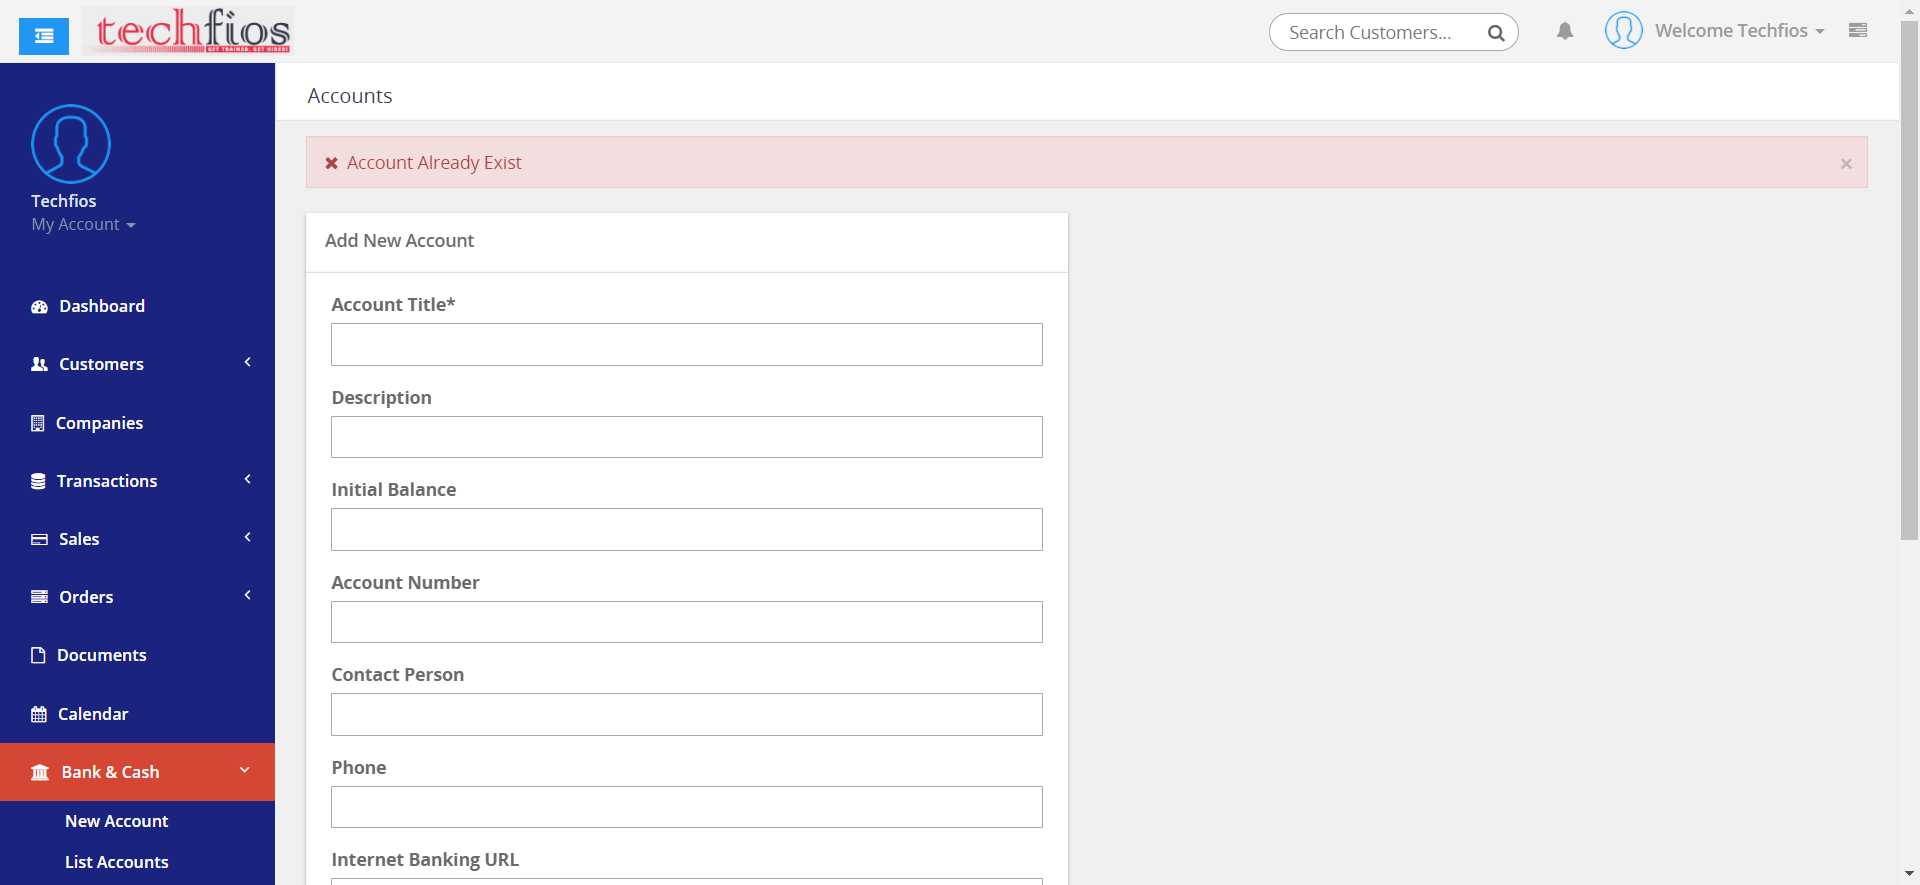 techfios
GET TRAINED. GET HIRED!
Search Customers...
Welcome Techfios
Techfios
My Account
Dashboard
Customers
Companies
Transactions
Sales
Orders
Documents
Calendar
Bank & Cash
New Account
List Accounts
Accounts
Account Already Exist
×
Add New Account
Account Title*
Description
Initial Balance
Account Number
Contact Person
Phone
Internet Banking URL